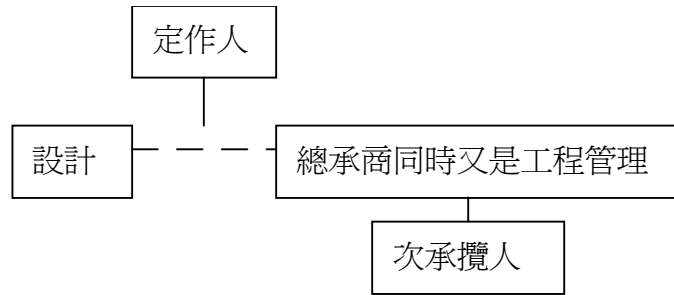 定作人
設計
總承商同時又是工程管理
次承攬人